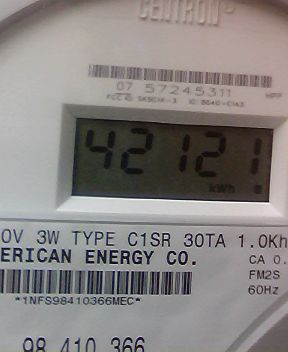 CENTRON®
07 57245311
42121
kWh
0V 3W TYPE C1SR 30TA 1.0Kh
ERICAN ENERGY CO.
CA 0.
FM2S
60Hz
*1NFS98410366MEC*
98 410 366